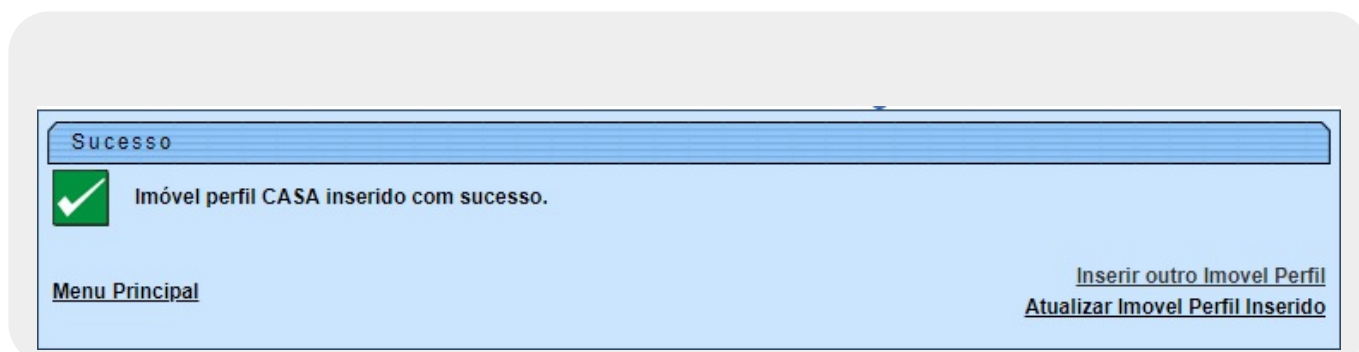 Sucesso
Imóvel perfil CASA inserido com sucesso.
Menu Principal
Inserir outro Imovel Perfil
Atualizar Imovel Perfil Inserido